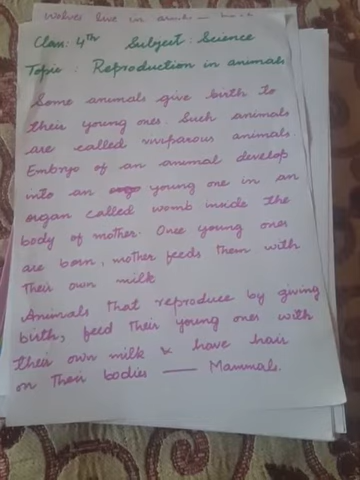 wolves live in
Class: 4th Subject: Science
Topic: Reproduction in animals
Some animals give birth to
their young ones. Such animals
are called viviparous animals.
Embryo of an animal develop
into an young one in an
organ called womb inside the
body of mother. Once young ones
are born, mother feeds them with
their own milk
Animals that reproduce by giving
birth, feed their young ones with
their own milk & have hair
on their bodies — Mammals.